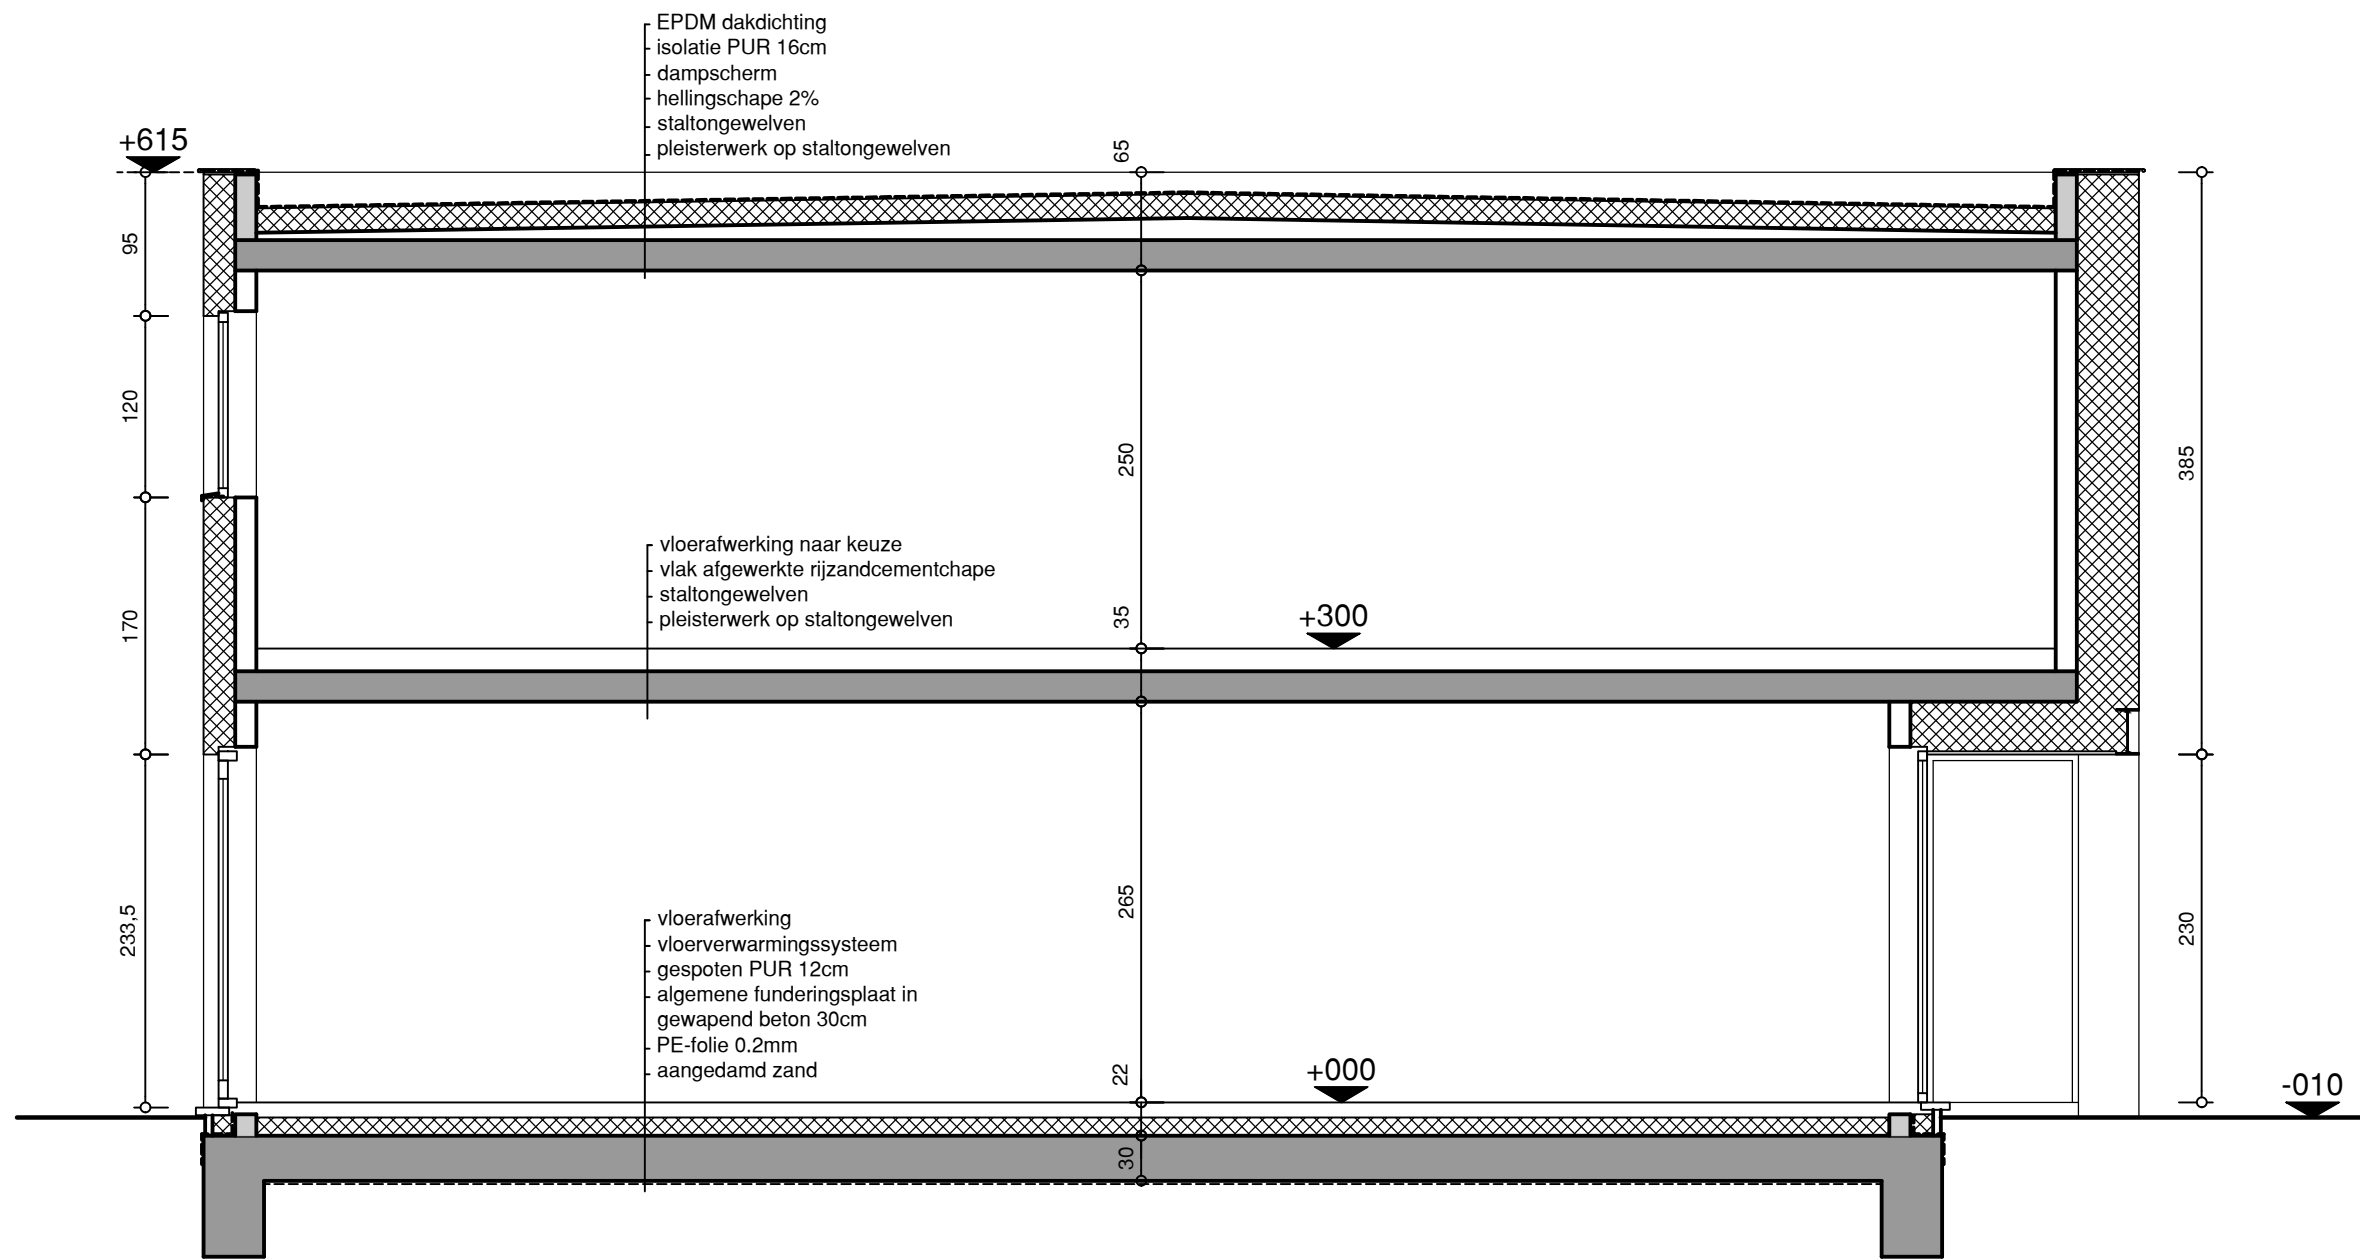 EPDM dakdichting
isolatie PUR 16cm
dampscherm
hellingschape 2%
staltongewelven
pleisterwerk op staltongewelven
+615
65
95
120
250
385
vloerafwerking naar keuze
vlak afgewerkte rijzandcementchape
staltongewelven
pleisterwerk op staltongewelven
170
35
+300
233,5
265
230
vloerafwerking
vloerverwarmingssysteem
gespoten PUR 12cm
algemene funderingsplaat in
gewapend beton 30cm
PE-folie 0.2mm
aangedamd zand
22
+000
-010
30